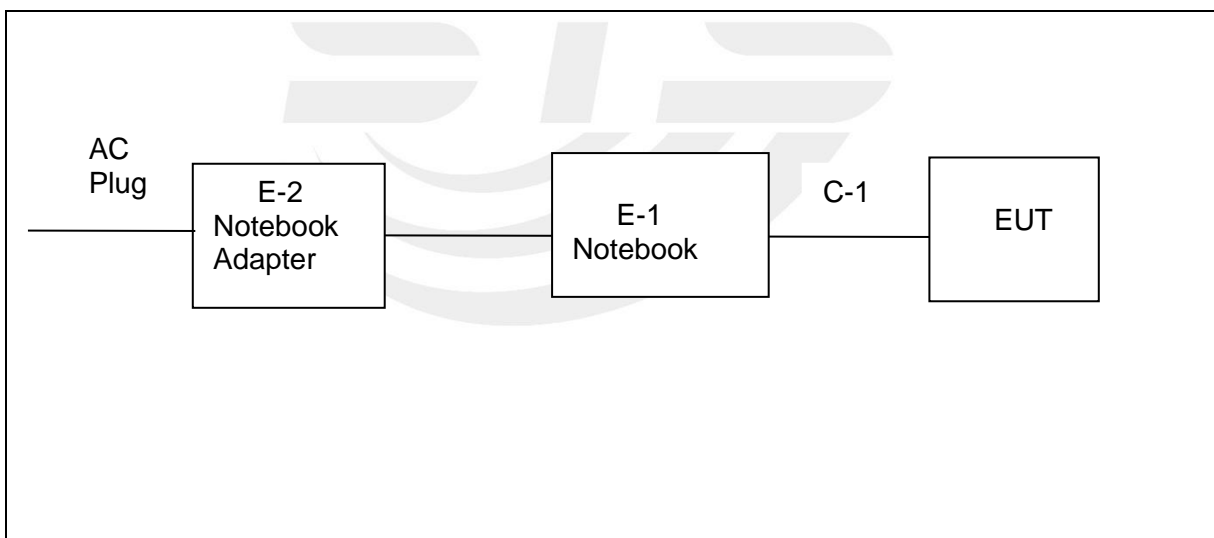 AC
Plug
E-2
Notebook
Adapter
E-1
Notebook
C-1
EUT